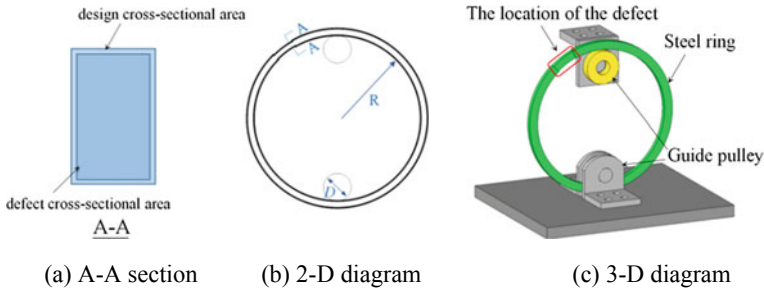 design cross-sectional area
defect cross-sectional area
A-A
A
A
R
D
The location of the defect
Steel ring
Guide pulley
(a) A-A section
(b) 2-D diagram
(c) 3-D diagram